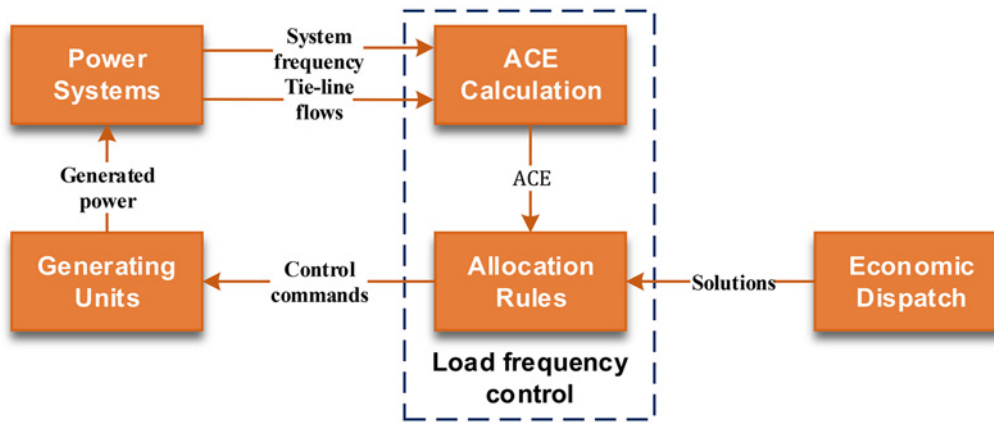 Power
Systems
System
frequency
Tie-line
flows
ACE
Calculation
Generated
power
ACE
Generating
Units
Control
commands
Allocation
Rules
Solutions
Economic
Dispatch
Load frequency
control